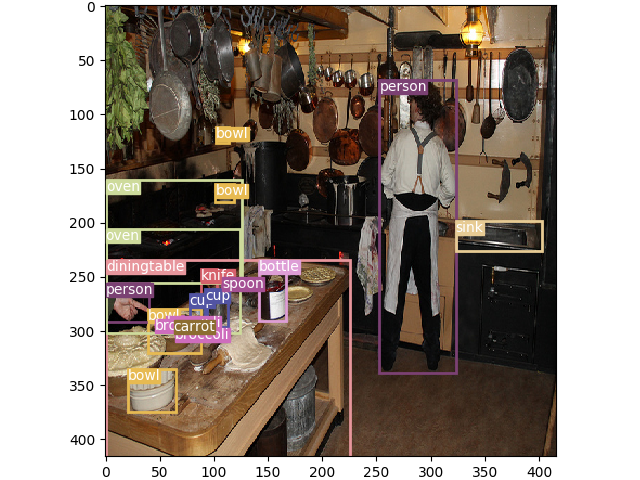 0
50
100
150
200
250
300
350
400
0 50 100 150 200 250 300 350 400
person
bowl
oven
bowl
sink
oven
diningtable
bottle
knife
spoon
person
cup
cup
bowl
carrot
broccoli
bowl